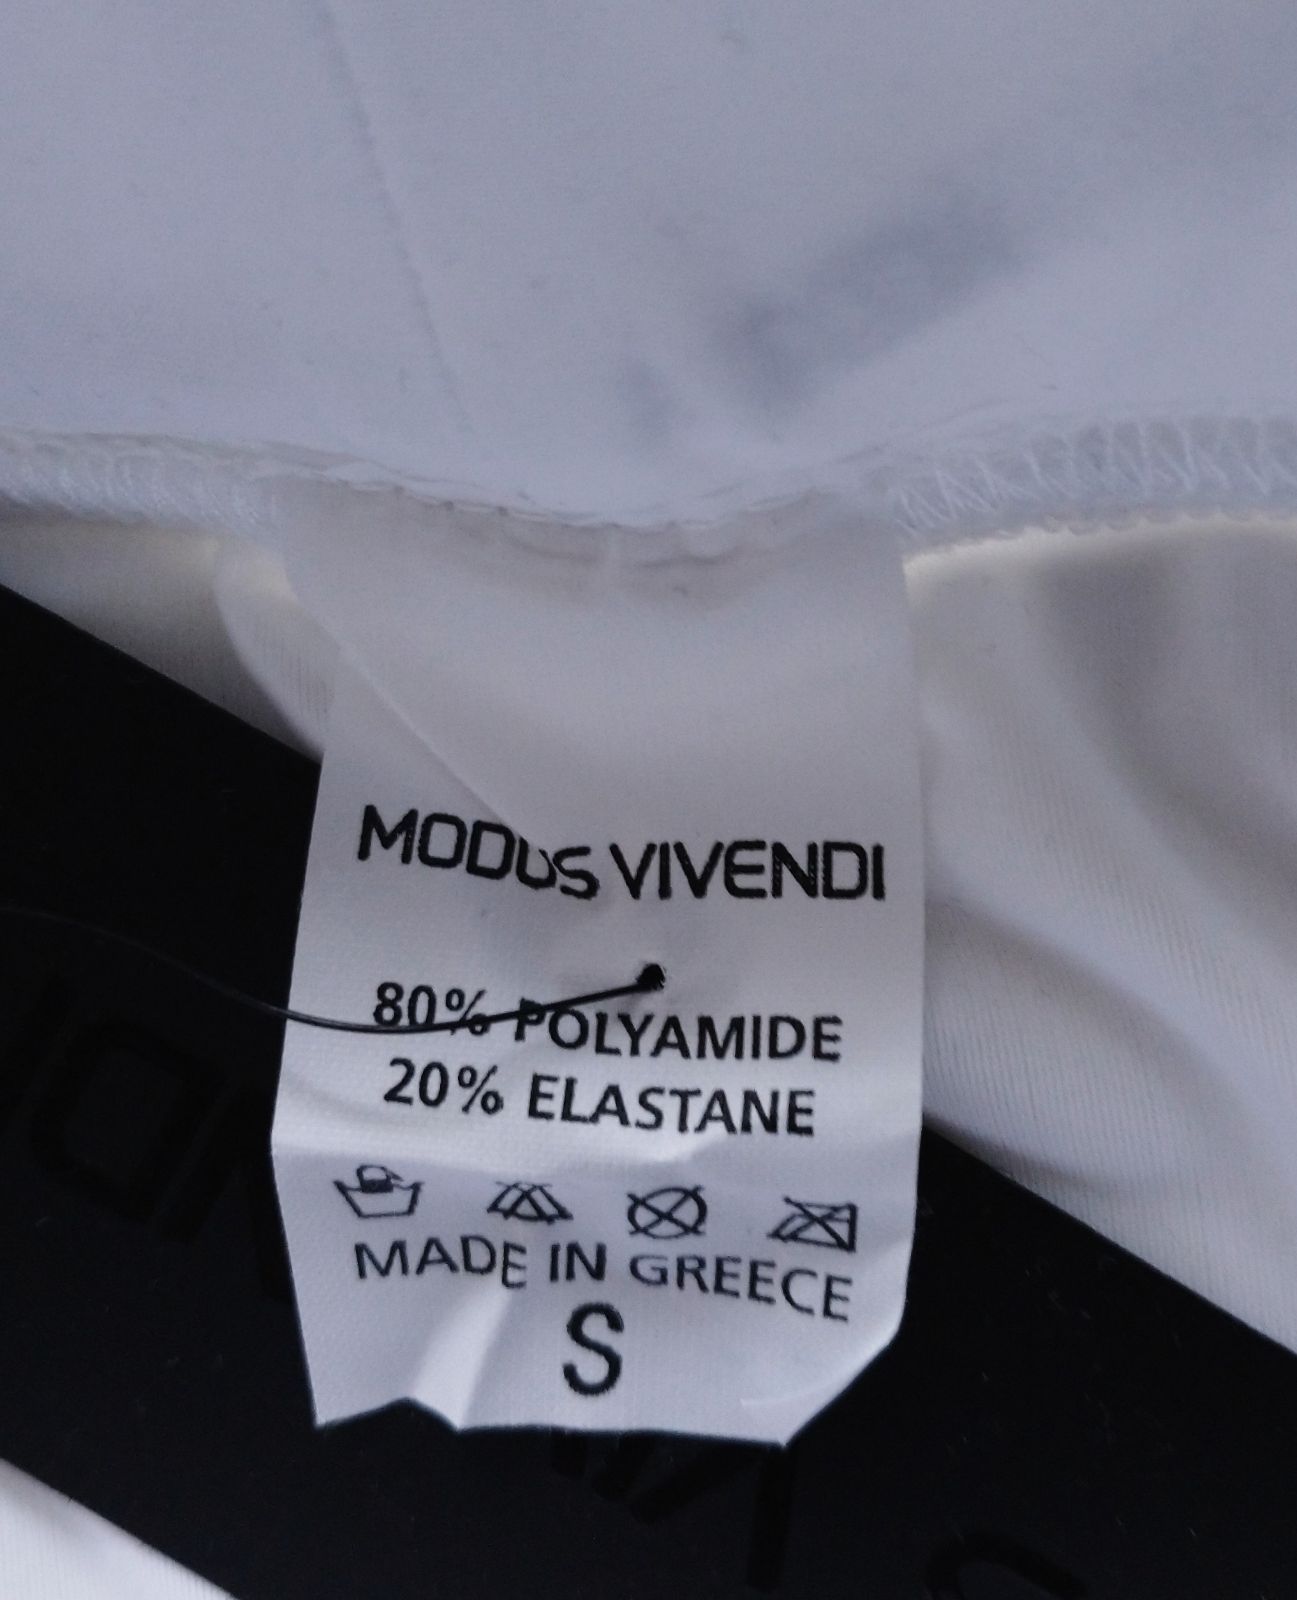 MODUS VIVENDI
80% POLYAMIDE
20% ELASTANE
MADE IN GREECE
S